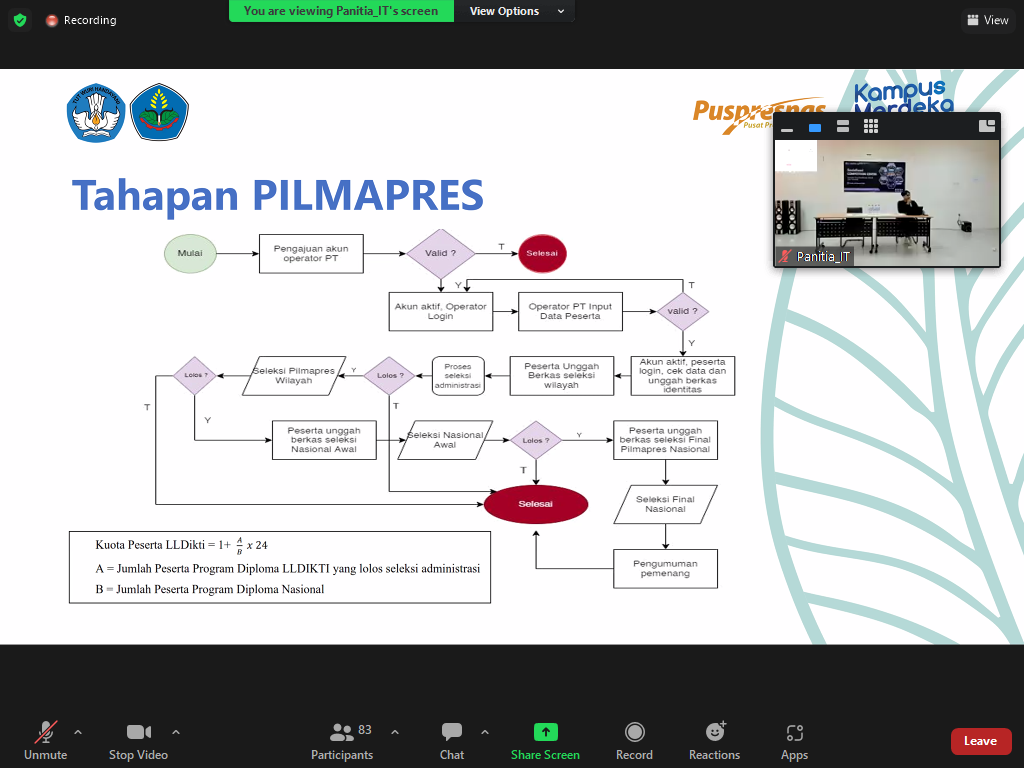 You are viewing Panitia_IT's screen
View Options
Recording
View
TUT WURI HANDAYANI
Puspresnas
Kampus
Merdeka
Panitia_IT
Tahapan PILMAPRES
Mulai
Pengajuan akun
operator PT
Valid ?
T
Selesai
Y
T
Akun aktif, Operator
Login
Operator PT Input
Data Peserta
valid ?
Y
Lolos ?
Seleksi Pilmapres
Wilayah
Y
Lolos ?
Proses
seleksi
administrasi
Peserta Unggah
Berkas seleksi
wilayah
Akun aktif, peserta
login, cek data dan
unggah berkas
identitas
T
T
Y
Peserta unggah
berkas seleksi
Nasional Awal
Seleksi Nasional
Awal
Lolos ?
Y
Peserta unggah
berkas seleksi Final
Pilmapres Nasional
T
Selesai
Seleksi Final
Nasional
Pengumuman
pemenang
Kuota Peserta LLDikti = 1+ A/B x 24
A = Jumlah Peserta Program Diploma LLDIKTI yang lolos seleksi administrasi
B = Jumlah Peserta Program Diploma Nasional
Unmute
Stop Video
83
Participants
Chat
Share Screen
Record
Reactions
Apps
Leave